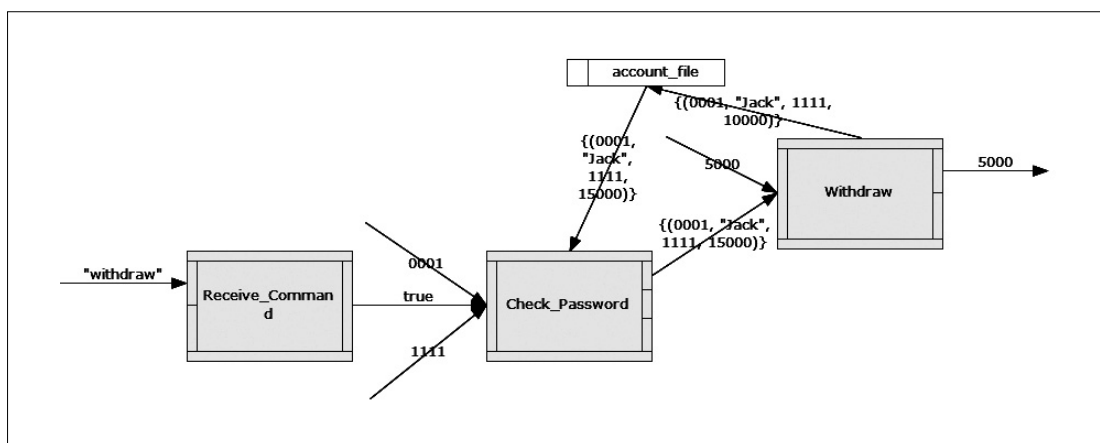 account_file
{(0001, "Jack", 1111,
10000)}
{(0001,
"Jack",
1111,
15000)}
5000
Withdraw
5000
{(0001, "Jack",
1111, 15000)}
"withdraw"
Receive_Comman
d
0001
true
1111
Check_Password